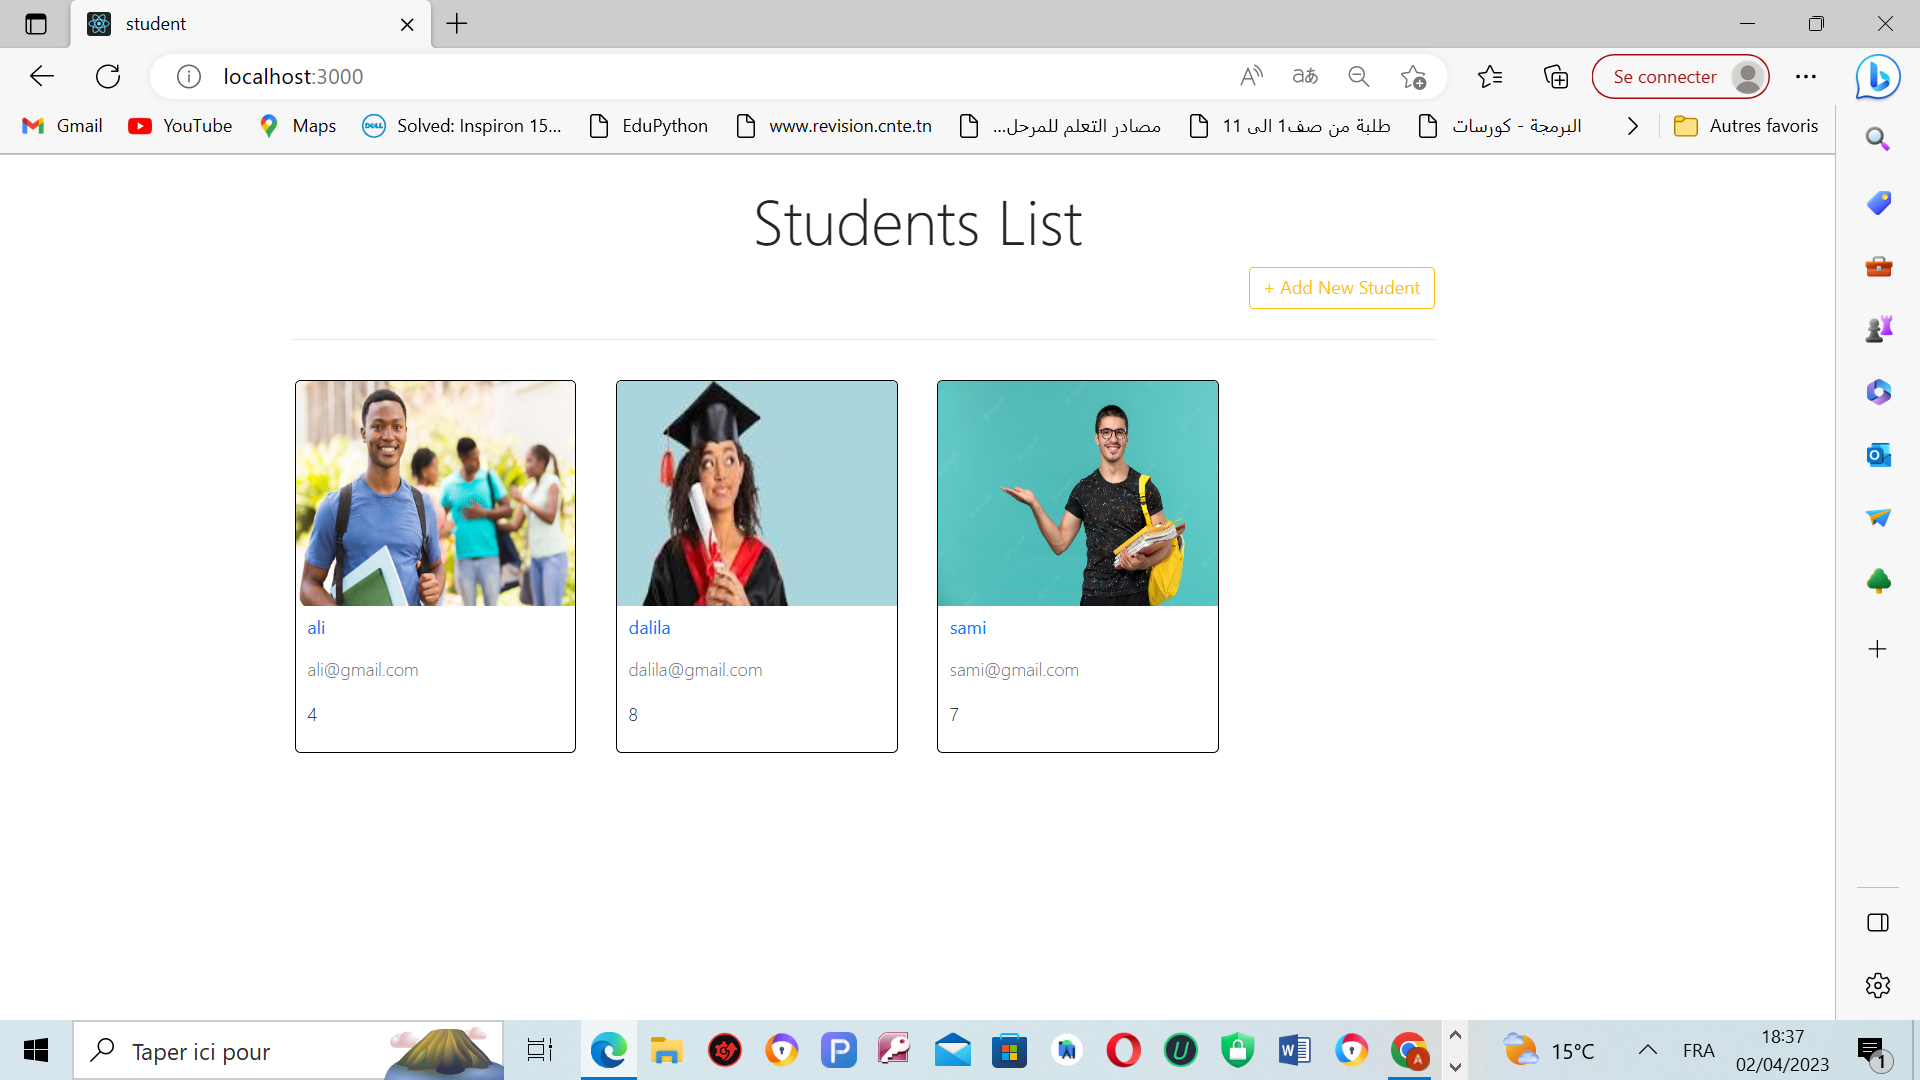 student
localhost:3000
Se connecter
Gmail
YouTube
Maps
Solved: Inspiron 15...
EduPython
www.revision.cnte.tn
مصادر التعلم للمرحل...
طلبة من صف1 الى 11
البرمجة - كورسات
Autres favoris
Students List
+ Add New Student
ali
ali@gmail.com
4
dalila
dalila@gmail.com
8
sami
sami@gmail.com
7
Taper ici pour
15°C
FRA
18:37
02/04/2023
1